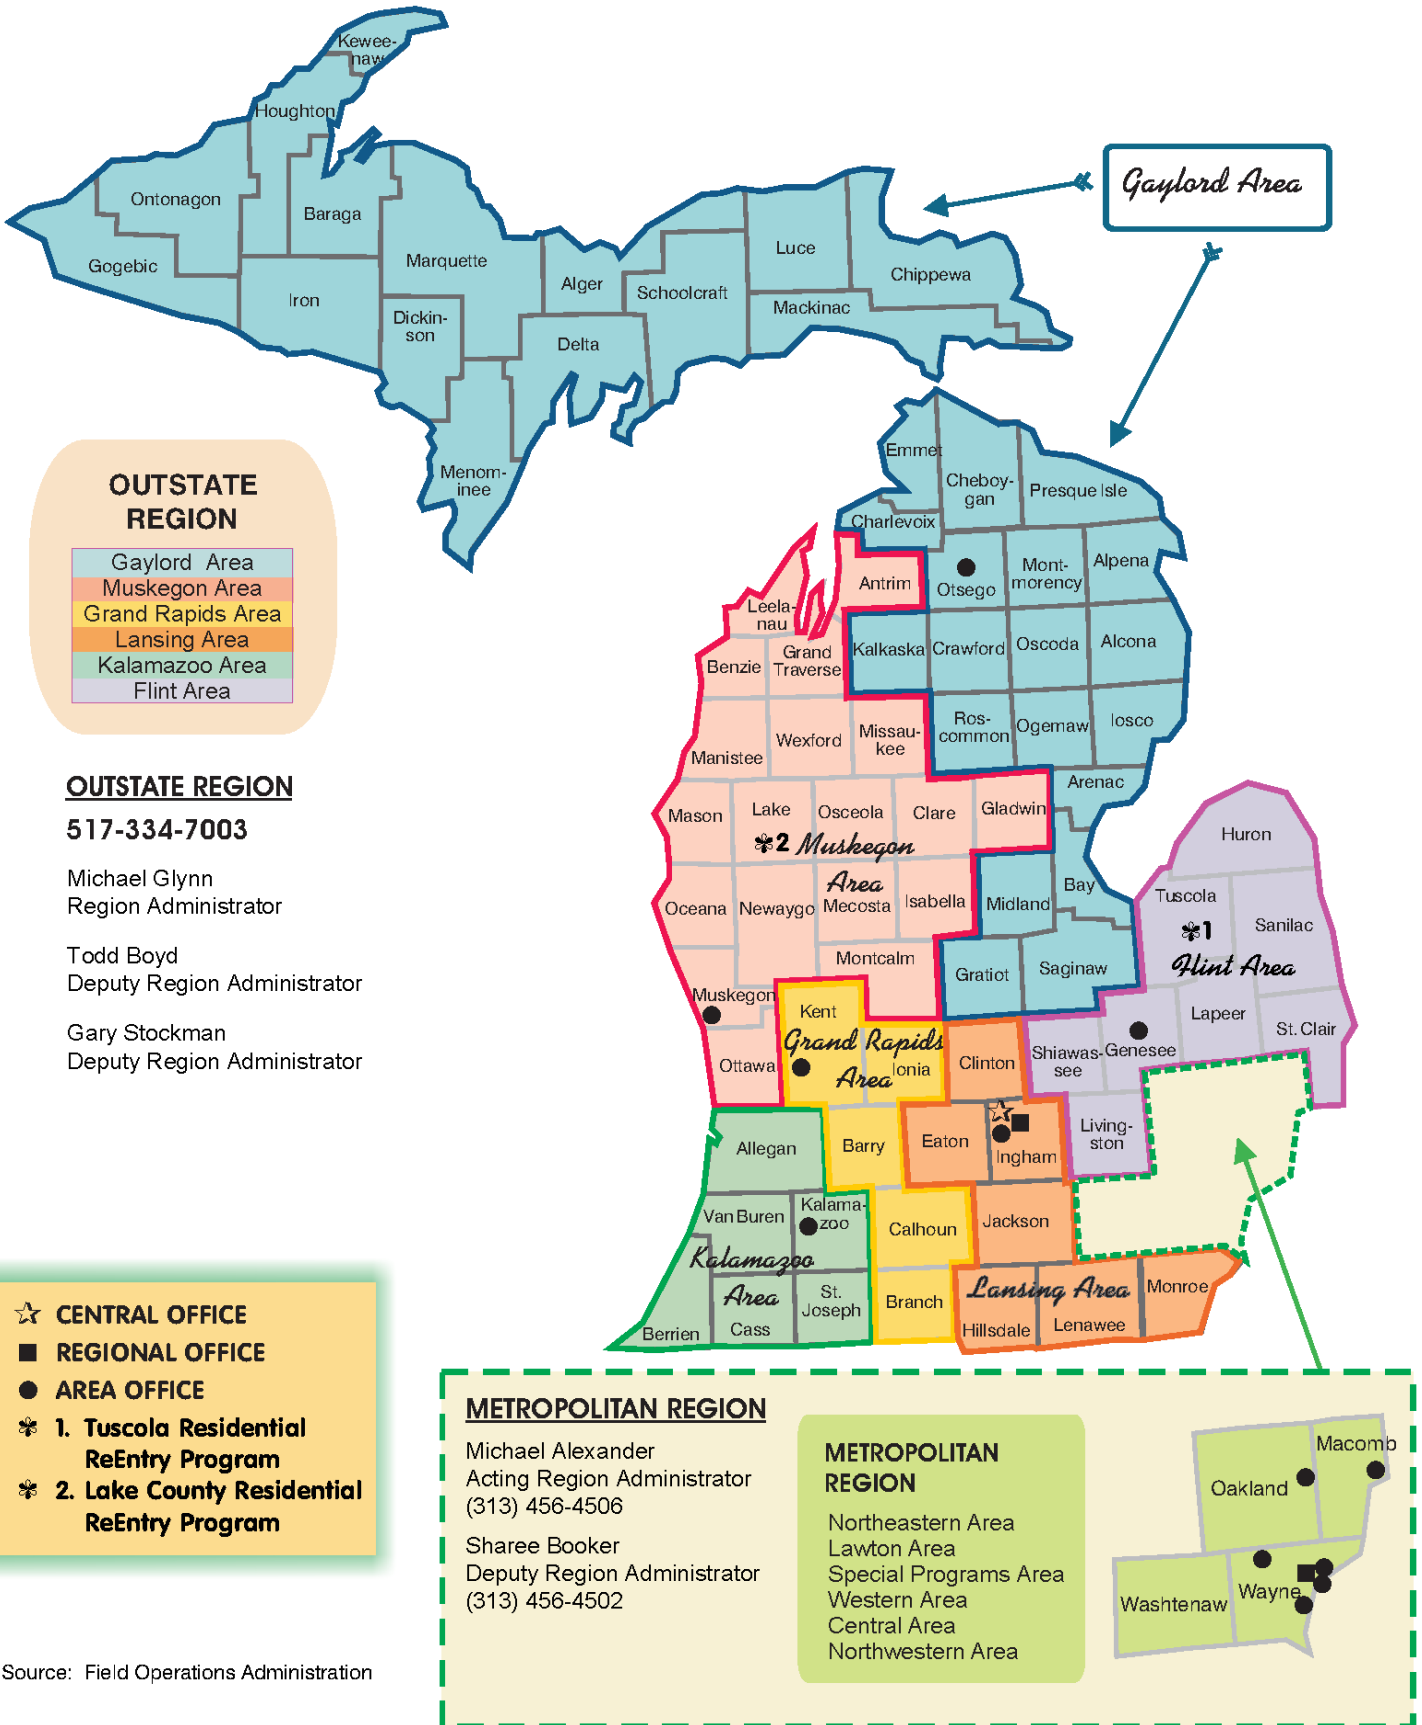 Kewee-
naw
Houghton
Ontonagon
Baraga
Gogebic
Marquette
Iron
Dickin-
son
Alger
Schoolcraft
Luce
Chippewa
Mackinac
Delta
Menom-
inee
Gaylord Area
Emmet
Cheboy-
gan
Presque Isle
Charlevoix
Antrim
Otsego
Mont-
morency
Alpena
Leela-
nau
Grand
Traverse
Benzie
Kalkaska
Crawford
Oscoda
Alcona
Manistee
Wexford
Missau-
kee
Ros-
common
Ogemaw
Iosco
Arenac
Mason
Lake
Osceola
Clare
Gladwin
2 Muskegon
Area
Oceana
Newaygo
Mecosta
Isabella
Midland
Bay
Huron
Tuscola
Sanilac
1
Flint Area
Montcalm
Gratiot
Saginaw
Muskegon
Kent
Grand Rapids
Area
Ionia
Ottawa
Clinton
Shiawas-
see
Genesee
Lapeer
St. Clair
Allegan
Barry
Eaton
Ingham
Living-
ston
Van Buren
Kalama-
zoo
Calhoun
Jackson
Kalamazoo
Area
Berrien
Cass
St.
Joseph
Branch
Lansing Area
Hillsdale
Lenawee
Monroe
OUTSTATE
REGION
Gaylord Area
Muskegon Area
Grand Rapids Area
Lansing Area
Kalamazoo Area
Flint Area
OUTSTATE REGION
517-334-7003
Michael Glynn
Region Administrator
Todd Boyd
Deputy Region Administrator
Gary Stockman
Deputy Region Administrator
CENTRAL OFFICE
REGIONAL OFFICE
AREA OFFICE
1. Tuscola Residential
ReEntry Program
2. Lake County Residential
ReEntry Program
METROPOLITAN REGION
Michael Alexander
Acting Region Administrator
(313) 456-4506
Sharee Booker
Deputy Region Administrator
(313) 456-4502
METROPOLITAN
REGION
Northeastern Area
Lawton Area
Special Programs Area
Western Area
Central Area
Northwestern Area
Macomb
Oakland
Washtenaw
Wayne
Source: Field Operations Administration